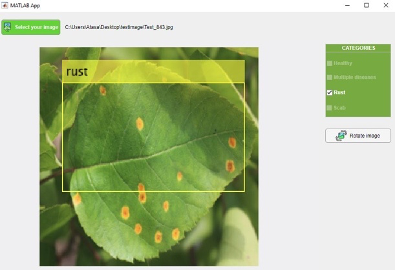 MATLAB App
Select your image
C:\Users\Alasa\Desktop\testimage\Test_843.jpg
CATEGORIES
Healthy
Multiple diseases
Rust
Scab
Rotate image
rust